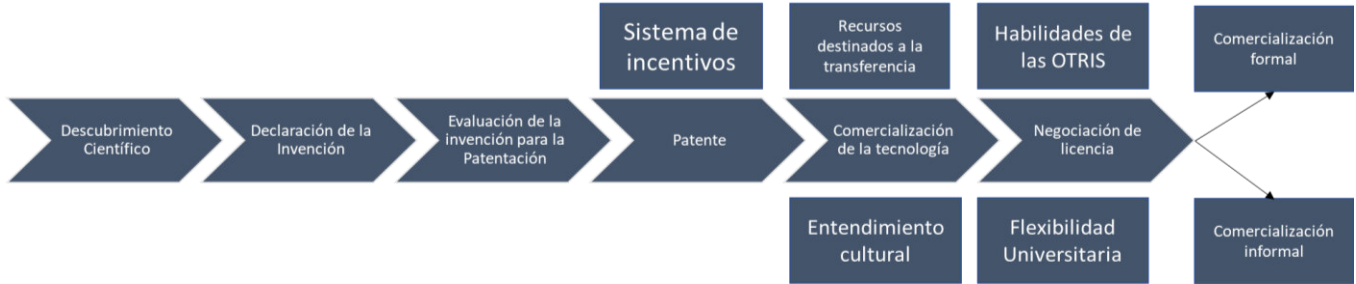 Sistema de
incentivos
Recursos
destinados a la
transferencia
Habilidades de
las OTRIS
Comercialización
formal
Descubrimiento
Científico
Declaración de la
Invención
Evaluación de la
invención para la
Patentación
Patente
Comercialización
de la tecnología
Negociación de
licencia
Entendimiento
cultural
Flexibilidad
Universitaria
Comercialización
informal